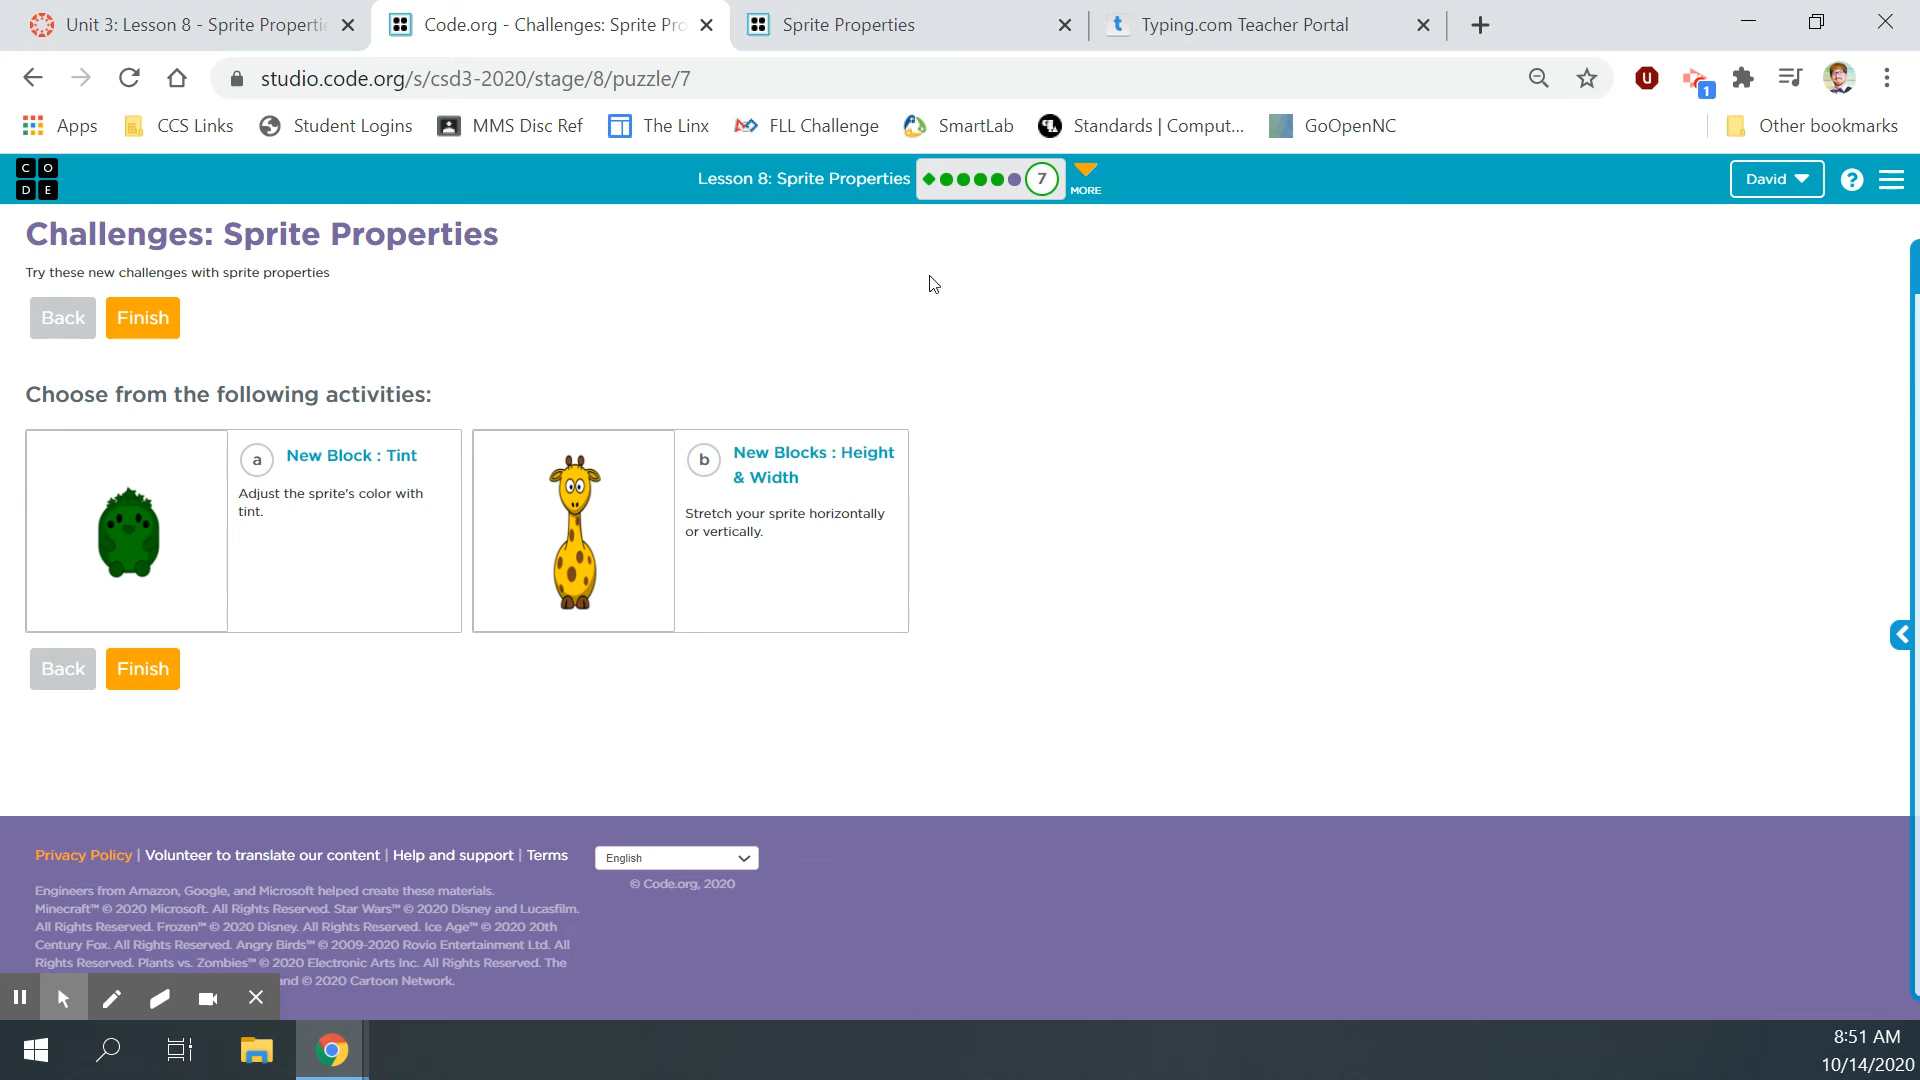 Unit 3: Lesson 8 - Sprite Properti
Code.org - Challenges: Sprite Pro
Sprite Properties
t Typing.com Teacher Portal
studio.code.org/s/csd3-2020/stage/8/puzzle/7
U
1
Apps
CCS Links
Student Logins
MMS Disc Ref
The Linx
FLL Challenge
SmartLab
Standards | Comput...
GoOpenNC
Other bookmarks
C O
D E
Lesson 8: Sprite Properties
7
MORE
David
?
Challenges: Sprite Properties
Try these new challenges with sprite properties
Back Finish
Choose from the following activities:
a New Block : Tint
Adjust the sprite's color with
tint.
b New Blocks : Height
& Width
Stretch your sprite horizontally
or vertically.
Back Finish
Privacy Policy | Volunteer to translate our content | Help and support | Terms
English
© Code.org, 2020
Engineers from Amazon, Google, and Microsoft helped create these materials.
Minecraft™ © 2020 Microsoft. All Rights Reserved. Star Wars™ © 2020 Disney and Lucasfilm.
All Rights Reserved. Frozen™ © 2020 Disney. All Rights Reserved. Ice Age™ © 2020 20th
Century Fox. All Rights Reserved. Angry Birds™ © 2009-2020 Rovio Entertainment Ltd. All
Rights Reserved. Plants vs. Zombies™ © 2020 Electronic Arts Inc. All Rights Reserved. The
and © 2020 Cartoon Network.
8:51 AM
10/14/2020